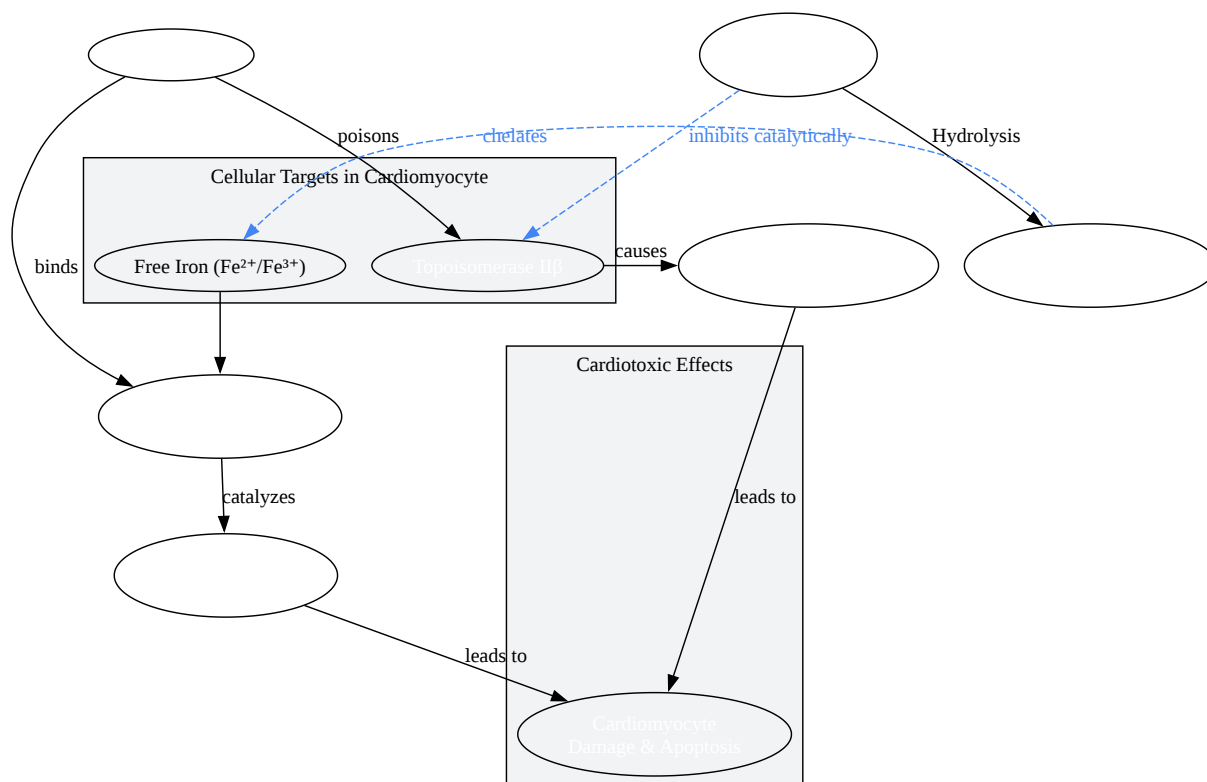 poisons
chelates
inhibits catalytically
Hydrolysis
Cellular Targets in Cardiomyocyte
binds
Free Iron (Fe²⁺/Fe³⁺)
Topoisomerase IIβ
causes
Cardiotoxic Effects
catalyzes
leads to
leads to
Cardiomyocyte
Damage & Apoptosis